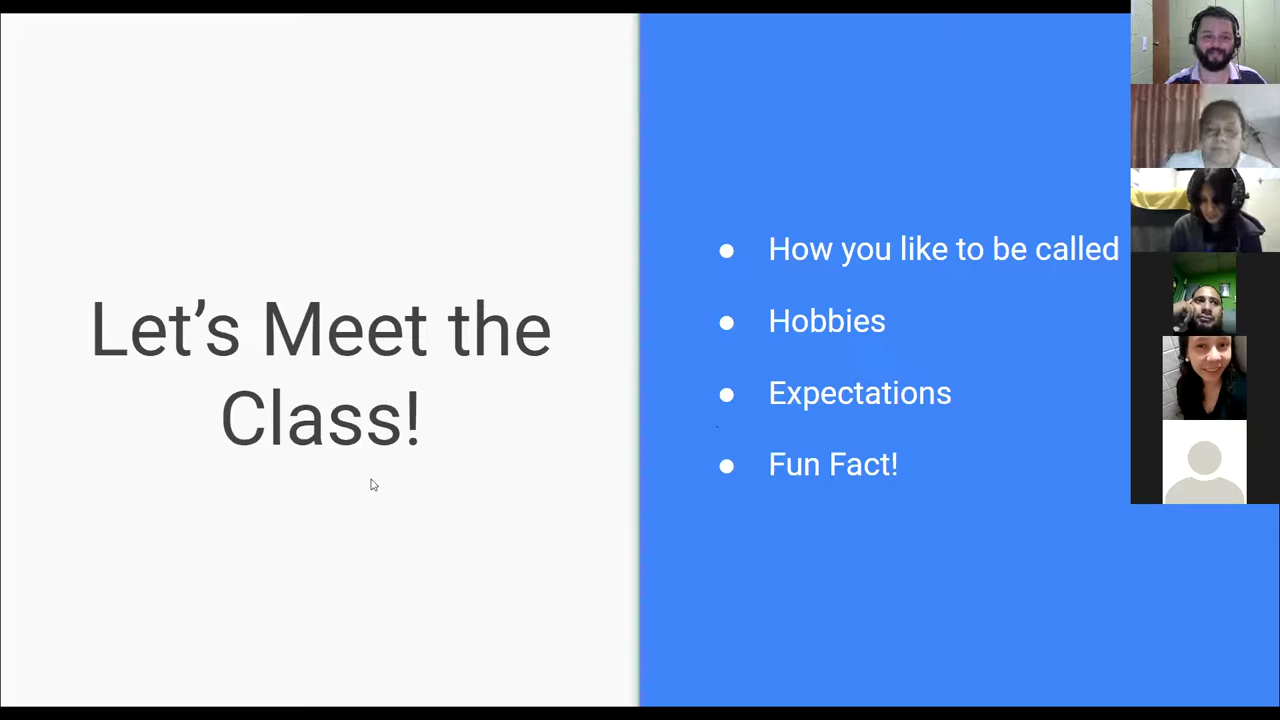 Let’s Meet the
Class!
How you like to be called
Hobbies
Expectations
Fun Fact!